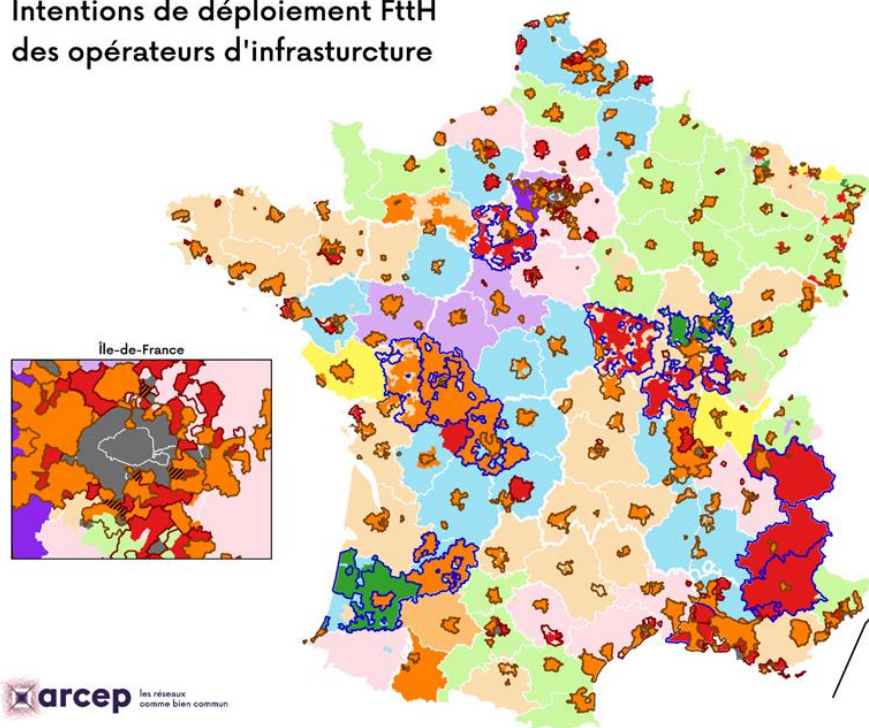 Intentions de déploiement FttH
des opérateurs d'infrasturcture
Île-de-France
arcep
les réseaux
comme bien commun